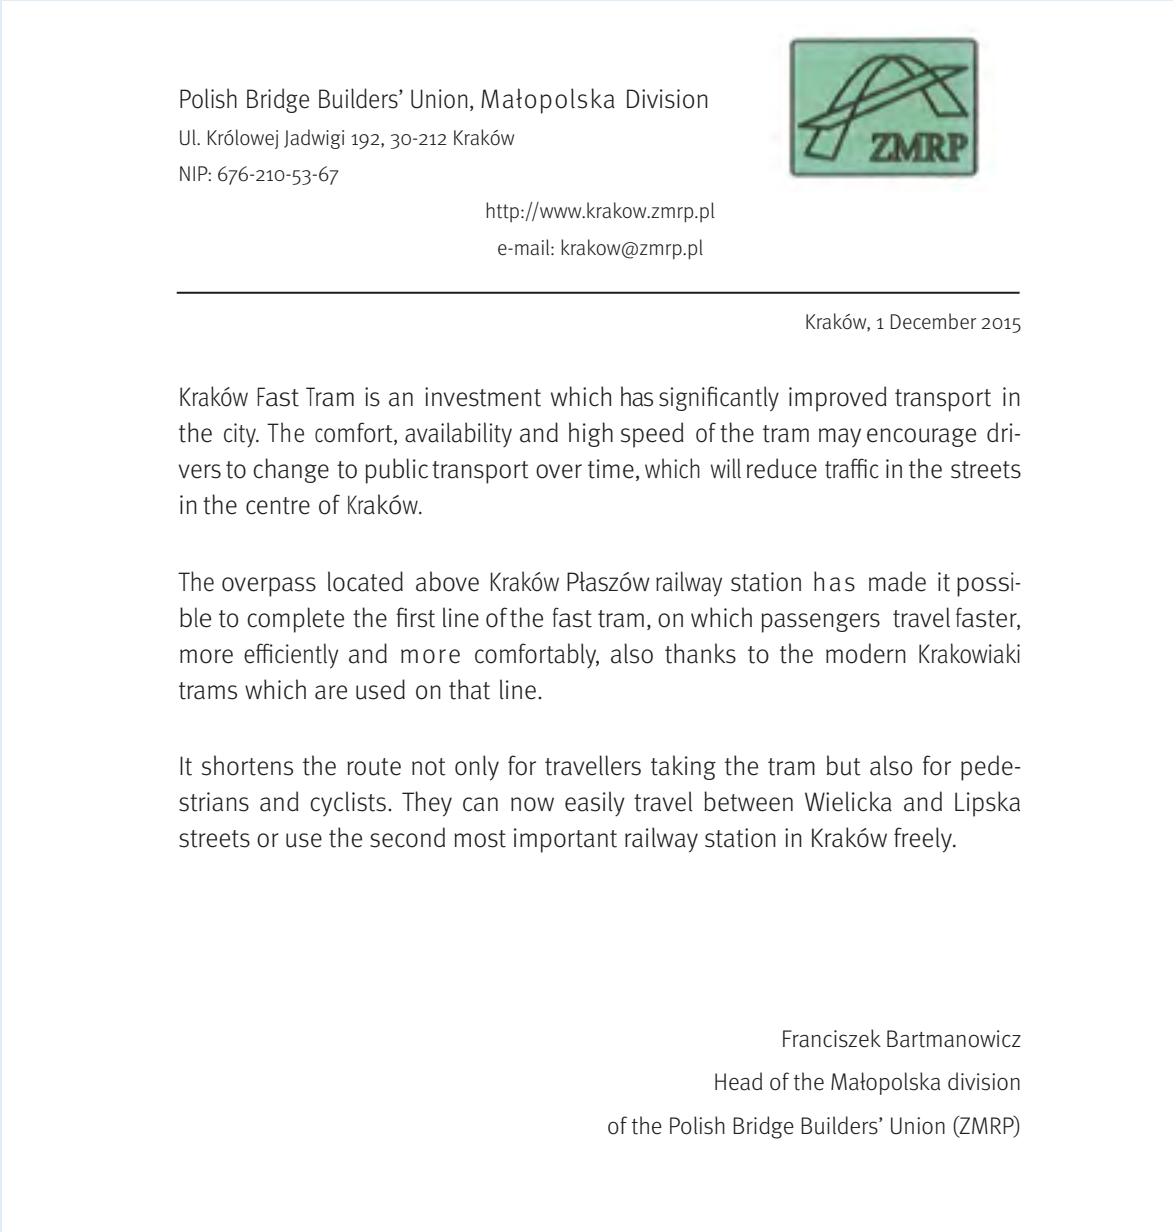 Polish Bridge Builders’ Union, Małopolska Division
Ul. Królowej Jadwigi 192, 30-212 Kraków
NIP: 676-210-53-67
ZMRP
http://www.krakow.zmrp.pl
e-mail: krakow@zmrp.pl
Kraków, 1 December 2015
Kraków Fast Tram is an investment which has significantly improved transport in
the city. The comfort, availability and high speed of the tram may encourage dri-
vers to change to public transport over time, which will reduce traffic in the streets
in the centre of Kraków.
The overpass located above Kraków Płaszów railway station has made it possi-
ble to complete the first line of the fast tram, on which passengers travel faster,
more efficiently and more comfortably, also thanks to the modern Krakowiaki
trams which are used on that line.
It shortens the route not only for travellers taking the tram but also for pede-
strians and cyclists. They can now easily travel between Wielicka and Lipska
streets or use the second most important railway station in Kraków freely.
Franciszek Bartmanowicz
Head of the Małopolska division
of the Polish Bridge Builders’ Union (ZMRP)